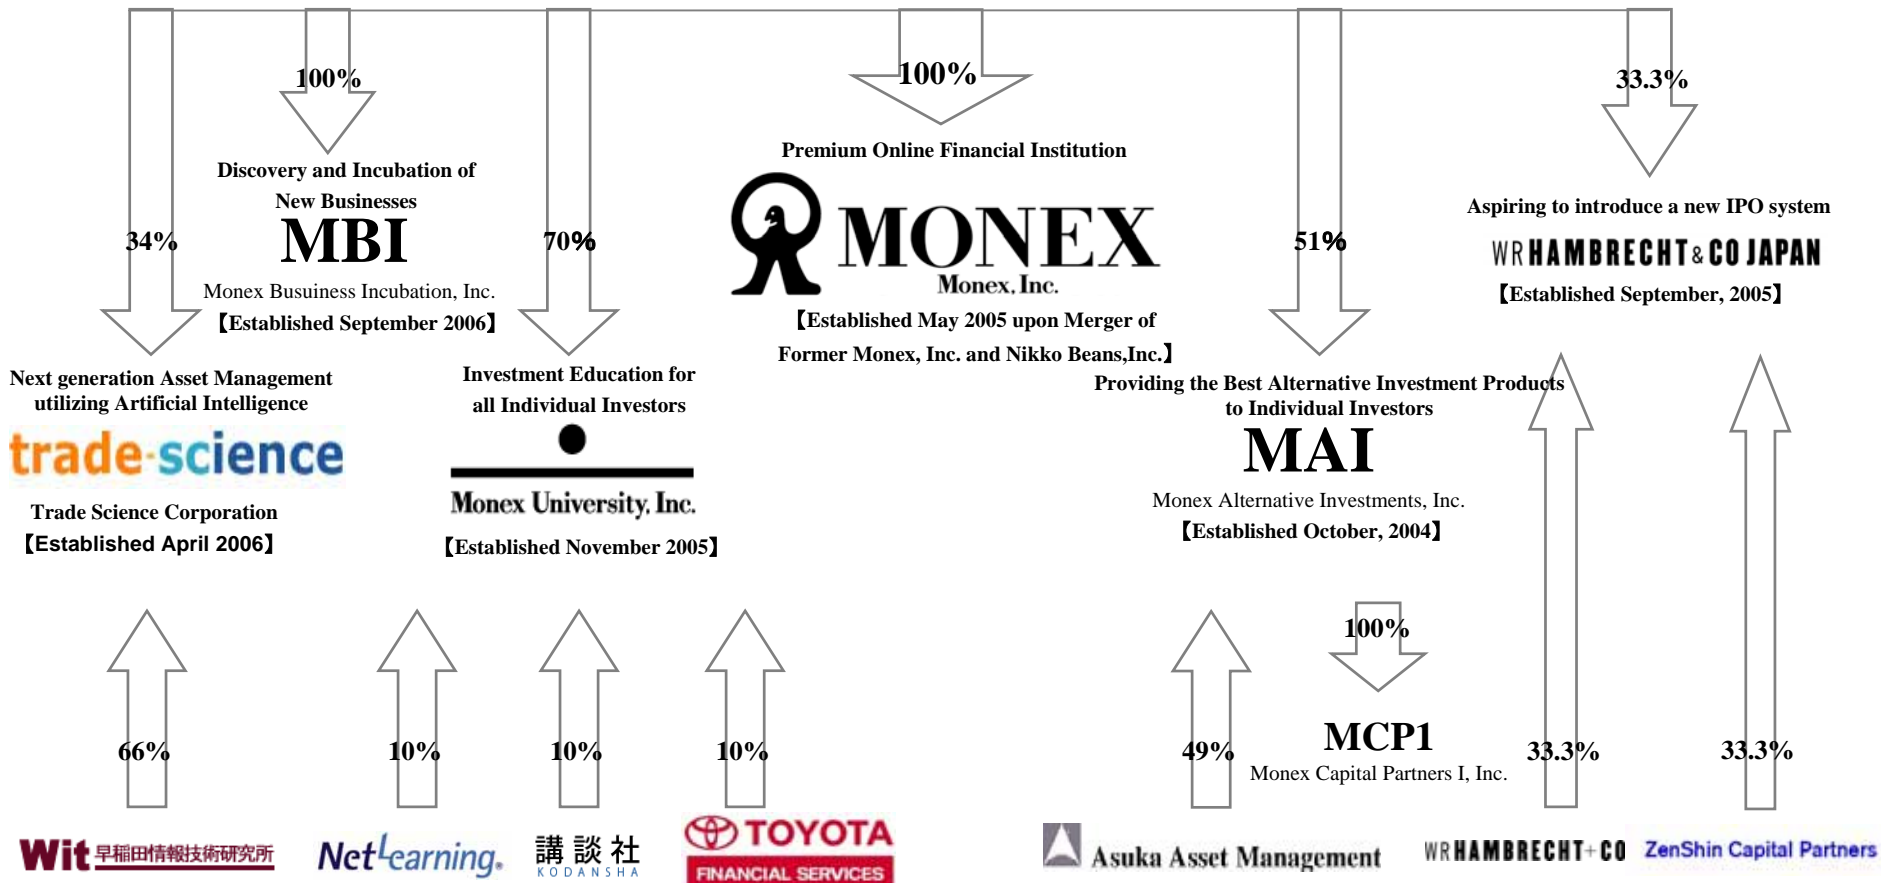 100%
100%
33.3%
34%
70%
51%
Discovery and Incubation of
New Businesses
MBI
Monex Busuiness Incubation, Inc.
【Established September 2006】
Premium Online Financial Institution
MONEX
Monex, Inc.
【Established May 2005 upon Merger of
Former Monex, Inc. and Nikko Beans,Inc.】
Aspiring to introduce a new IPO system
WR HAMBRECHT & CO JAPAN
【Established September, 2005】
Next generation Asset Management
utilizing Artificial Intelligence
trade-science
Trade Science Corporation
【Established April 2006】
Investment Education for
all Individual Investors
Monex University, Inc.
【Established November 2005】
Providing the Best Alternative Investment Products
to Individual Investors
MAI
Monex Alternative Investments, Inc.
【Established October, 2004】
100%
MCP1
Monex Capital Partners I, Inc.
66%
10%
10%
10%
49%
33.3%
33.3%
Wit 早稲田情報技術研究所
NetLearning.
講談社
KODANSHA
TOYOTA
FINANCIAL SERVICES
Asuka Asset Management
WR HAMBRECHT+CO
ZenShin Capital Partners